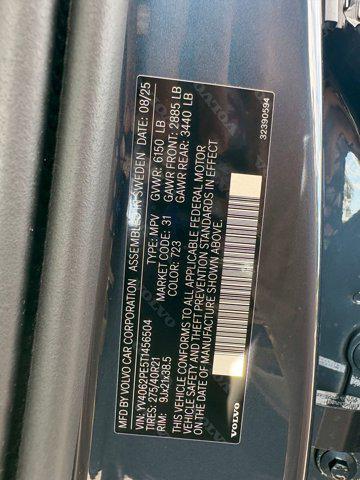 MFD BY: VOLVO CAR CORPORATION ASSEMBLED IN SWEDEN DATE: 08/25
VIN: YV4062PE5T1456504 TYPE: MPV GVWR: 6150 LB
TIRES: 275/40R21 MARKET CODE: 31 GAWR FRONT: 2885 LB
RIM: 9Jx21x38.5 COLOR: 723 GAWR REAR: 3440 LB
THIS VEHICLE CONFORMS TO ALL APPLICABLE FEDERAL MOTOR
VEHICLE SAFETY AND THEFT PREVENTION STANDARDS IN EFFECT
ON THE DATE OF MANUFACTURE SHOWN ABOVE.
VOLVO
32390594